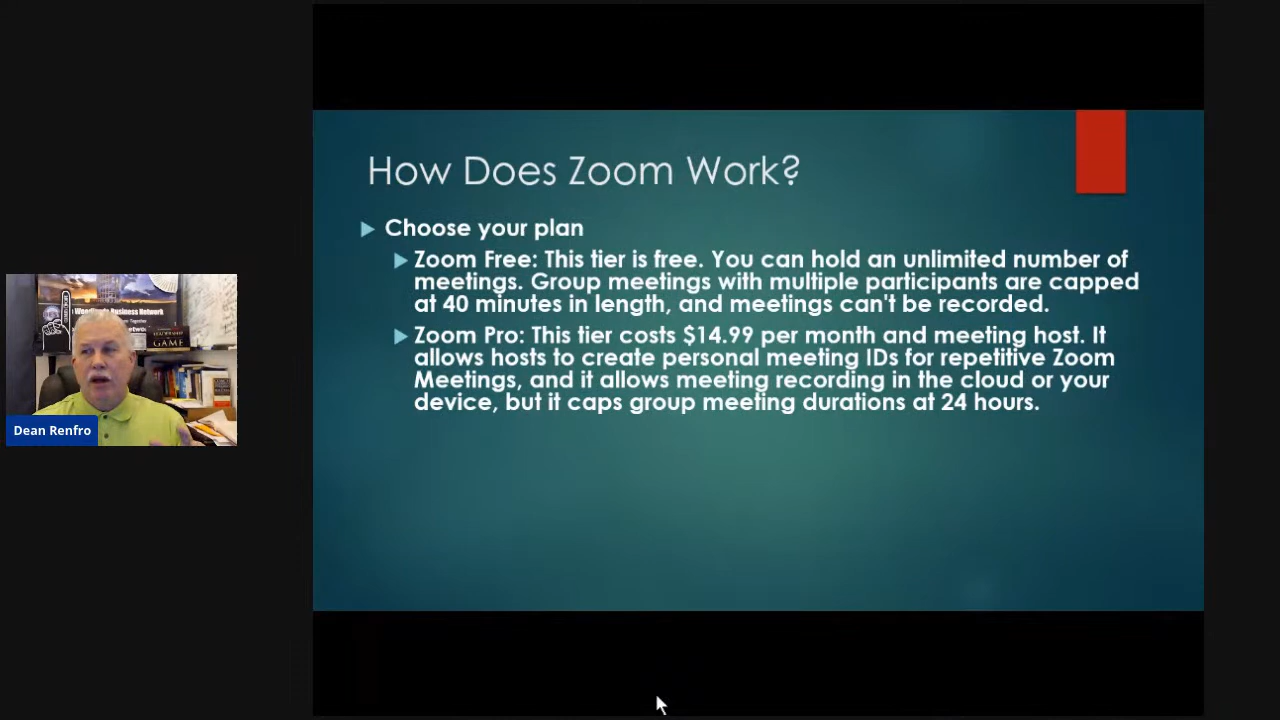 How Does Zoom Work?
Choose your plan
Zoom Free: This tier is free. You can hold an unlimited number of
meetings. Group meetings with multiple participants are capped
at 40 minutes in length, and meetings can't be recorded.
Zoom Pro: This tier costs $14.99 per month and meeting host. It
allows hosts to create personal meeting IDs for repetitive Zoom
Meetings, and it allows meeting recording in the cloud or your
device, but it caps group meeting durations at 24 hours.
Business Network
GAME
Dean Renfro